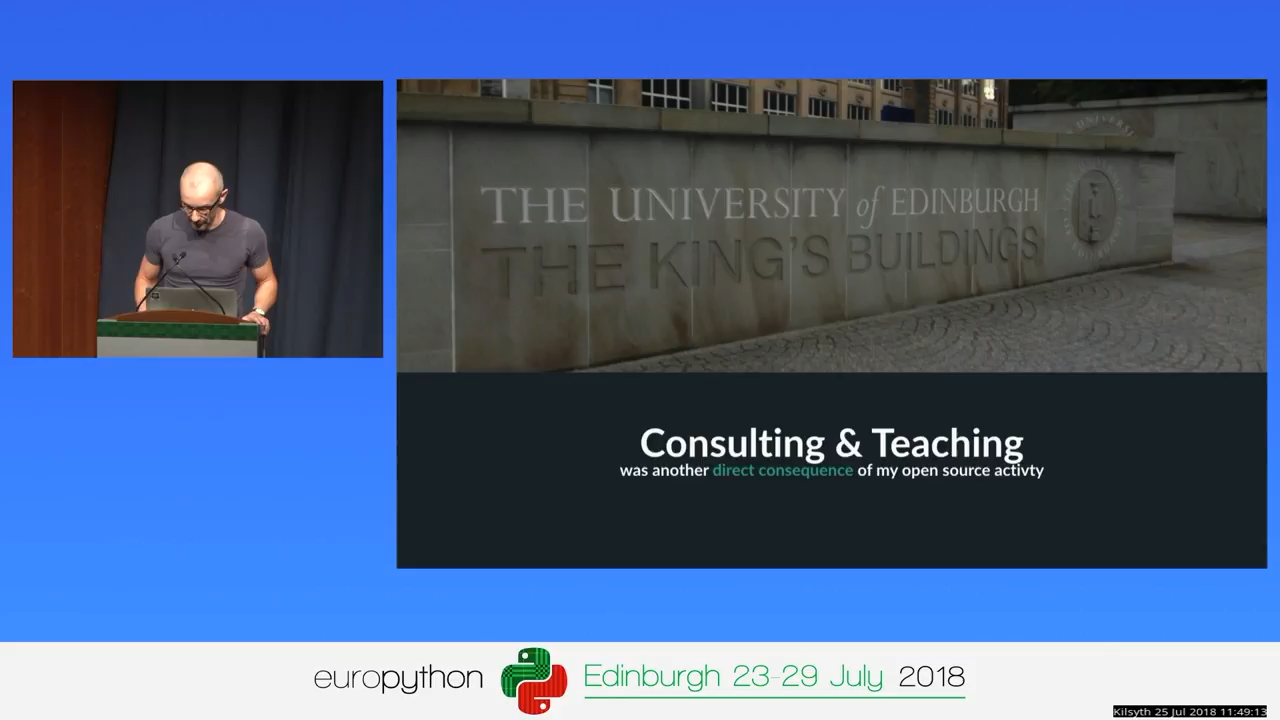 THE UNIVERSITY of EDINBURGH
THE KING'S BUILDINGS
Consulting & Teaching
was another direct consequence of my open source activty
europython
Edinburgh 23-29 July 2018
Kilsyth 25 Jul 2018 11:49:13